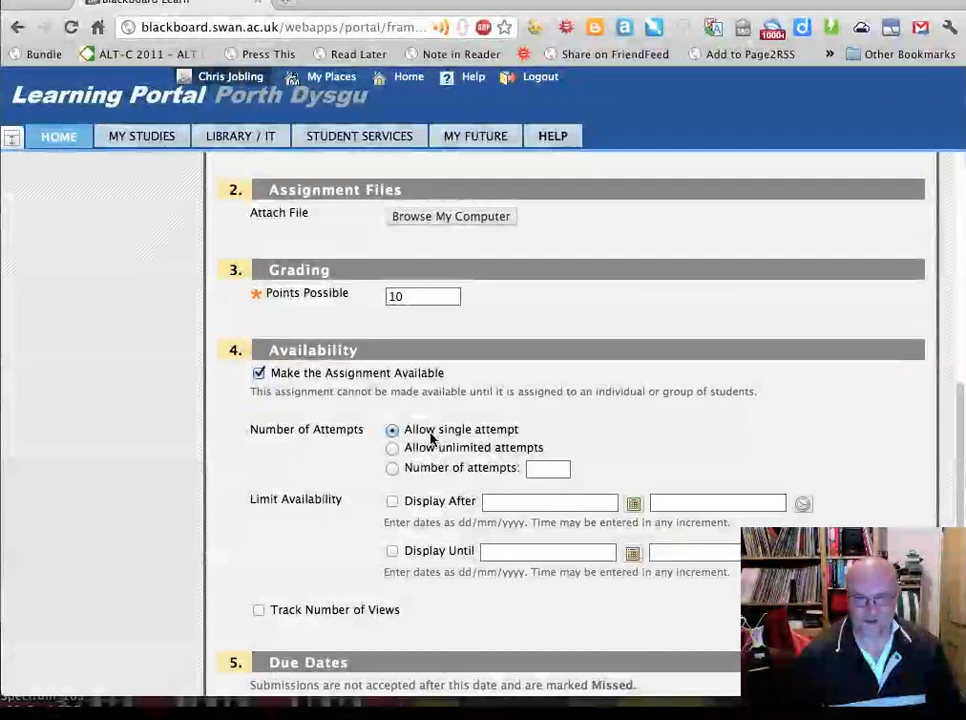 Blackboard Learn
blackboard.swan.ac.uk/webapps/portal/fram...
1000+
Bundle
ALT-C 2011 - ALT
Press This
Read Later
Note in Reader
Share on FriendFeed
Add to Page2RSS
Other Bookmarks
Chris Jobling
My Places
Home
Help
Logout
Learning Portal Porth Dysgu
HOME
MY STUDIES
LIBRARY / IT
STUDENT SERVICES
MY FUTURE
HELP
2. Assignment Files
Attach File
Browse My Computer
3. Grading
Points Possible
10
4. Availability
Make the Assignment Available
This assignment cannot be made available until it is assigned to an individual or group of students.
Number of Attempts
Allow single attempt
Allow unlimited attempts
Number of attempts:
Limit Availability
Display After
Enter dates as dd/mm/yyyy. Time may be entered in any increment.
Display Until
Enter dates as dd/mm/yyyy. Time may be entered in any increment.
Track Number of Views
5. Due Dates
Submissions are not accepted after this date and are marked Missed.